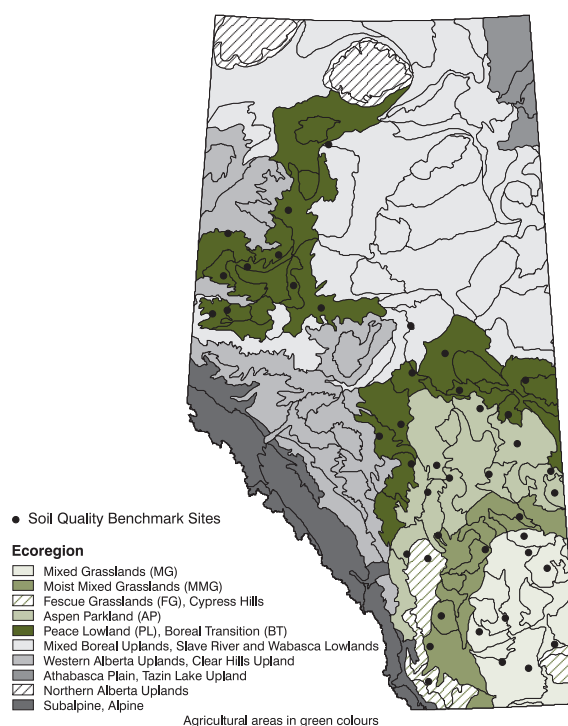 Soil Quality Benchmark Sites
Ecoregion
Mixed Grasslands (MG)
Moist Mixed Grasslands (MMG)
Fescue Grasslands (FG), Cypress Hills
Aspen Parkland (AP)
Peace Lowland (PL), Boreal Transition (BT)
Mixed Boreal Uplands, Slave River and Wabasca Lowlands
Western Alberta Uplands, Clear Hills Upland
Athabasca Plain, Tazin Lake Upland
Northern Alberta Uplands
Subalpine, Alpine
Agricultural areas in green colours